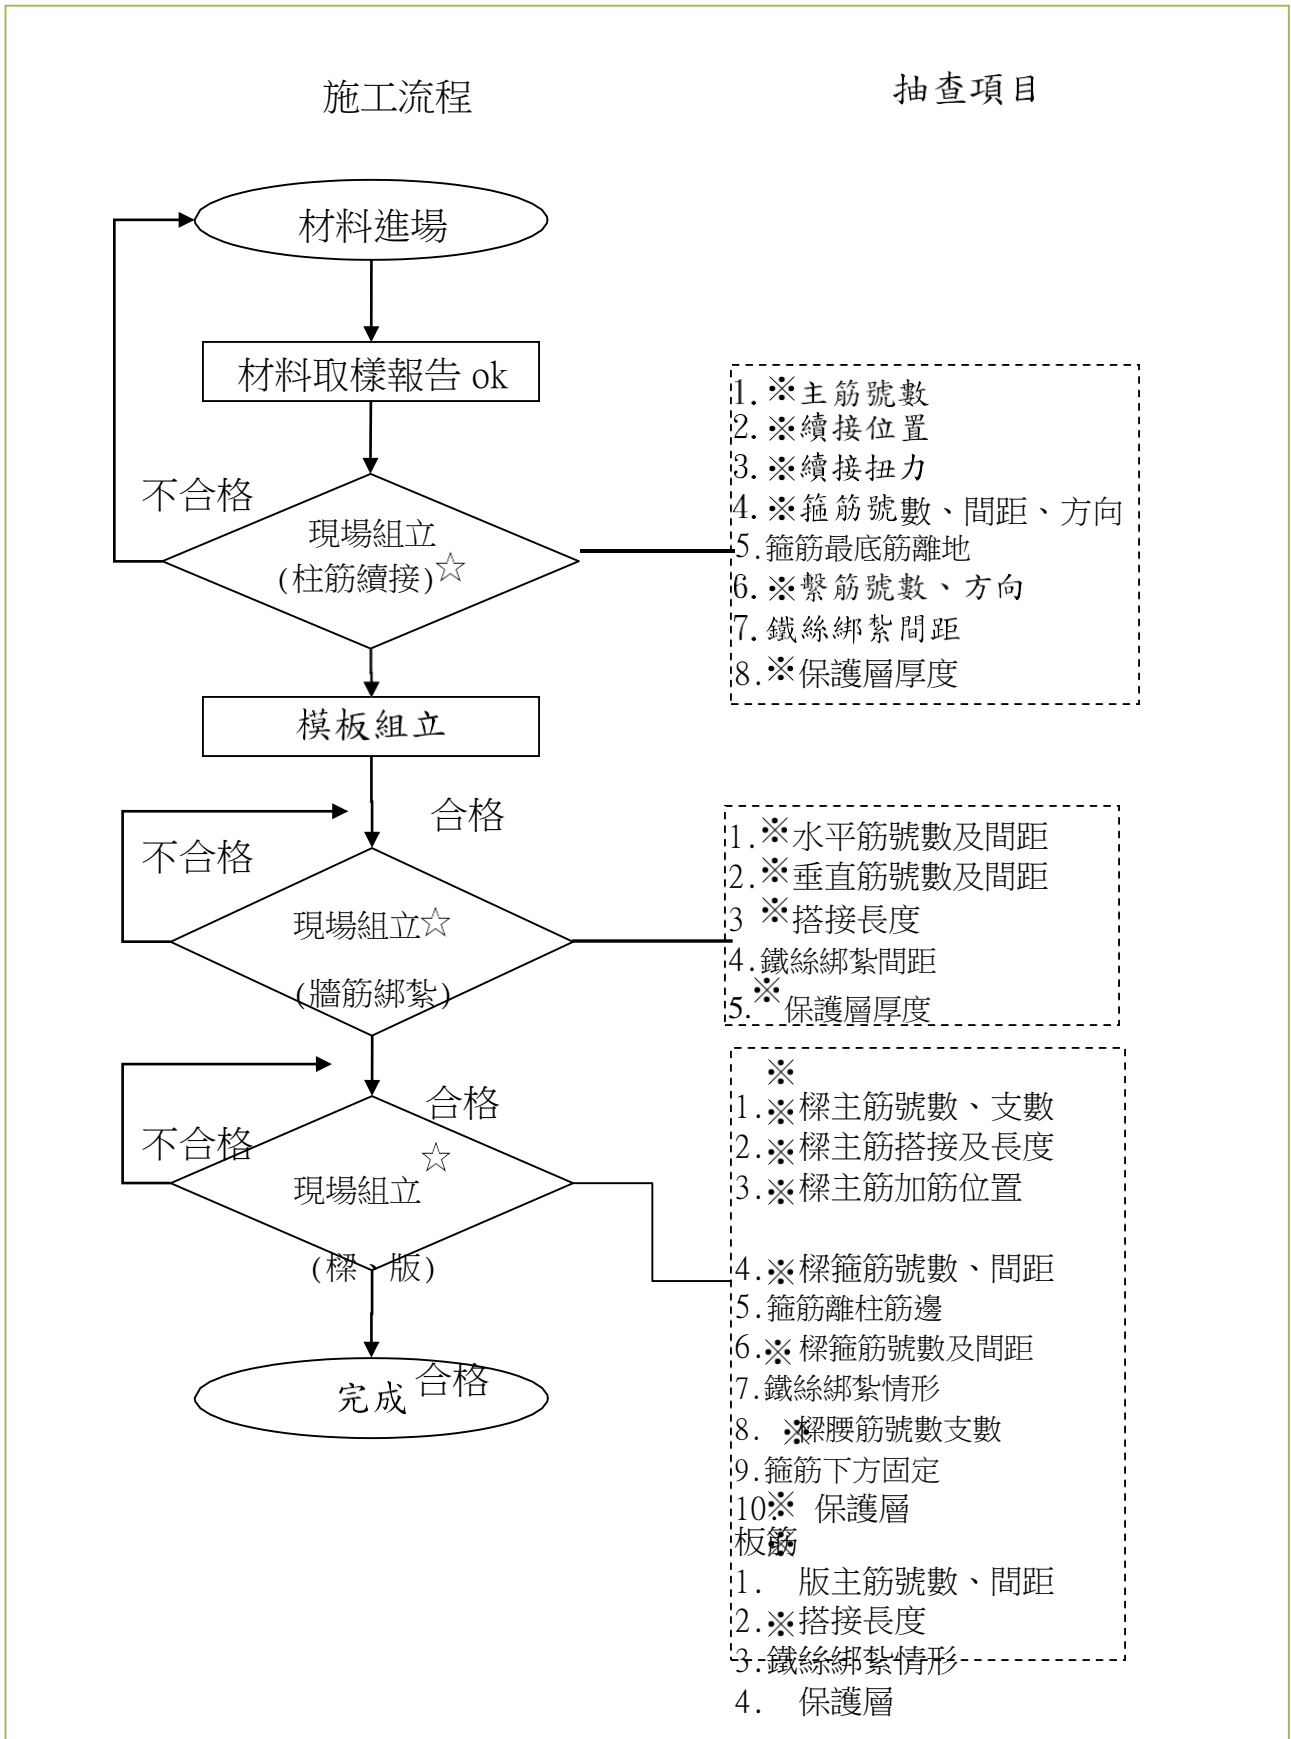 施工流程
抽查項目
材料進場
材料取樣報告 ok
不合格
現場組立
(柱筋續接)☆
1. ※主筋號數
2. ※續接位置
3. ※續接扭力
4. ※箍筋號數、間距、方向
5.箍筋最底筋離地
6. ※繫筋號數、方向
7. 鐵絲綁紮間距
8.※保護層厚度
模板組立
合格
不合格
現場組立☆
(牆筋綁紮)
1.※水平筋號數及間距
2.※垂直筋號數及間距
3 ※搭接長度
4.鐵絲綁紮間距
5.※保護層厚度
合格
不合格
☆
現場組立
(樑、版)
※
1.※樑主筋號數、支數
2.※樑主筋搭接及長度
3.※樑主筋加筋位置
4.※樑箍筋號數、間距
5.箍筋離柱筋邊
6.※ 樑箍筋號數及間距
7.鐵絲綁紮情形
8. ※樑腰筋號數支數
9.箍筋下方固定
10.※ 保護層
板筋※
1. 版主筋號數、間距
2.※搭接長度
3.鐵絲綁紮情形
4. 保護層
合格
完成